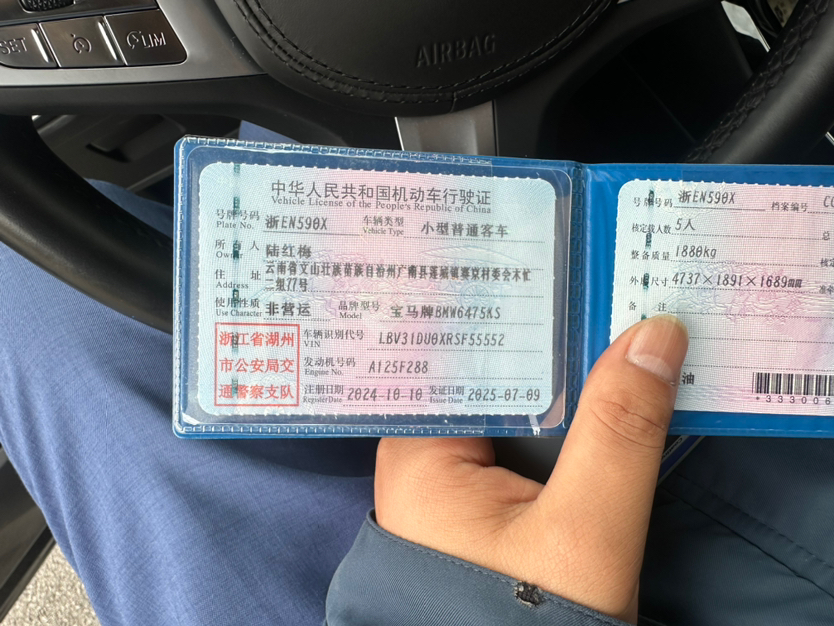 SET
LIM
AIRBAG
中华人民共和国机动车行驶证
Vehicle License of the People's Republic of China
号牌号码 浙EN590X 车辆类型 小型普通客车
Plate No. Vehicle Type
所有人 陆红梅
Owner
住址 云南省文山壮族苗族自治州广南县莲城镇寨京村委会木忙
Address 二组77号
使用性质 非营运 品牌型号 宝马牌BMW6475KS
Use Character Model
浙江省湖州
市公安局交
通警察支队
车辆识别代号 LBV31DU0XRSF55552
VIN
发动机号码 A125F288
Engine No.
注册日期 2024-10-10 发证日期 2025-07-09
Register Date Issue Date
号牌号码 浙EN590X 档案编号
核定载人数 5人 总
整备质量 1880kg 核定
外廓尺寸 4737×1891×1689mm 准牵
备注
油
*333006